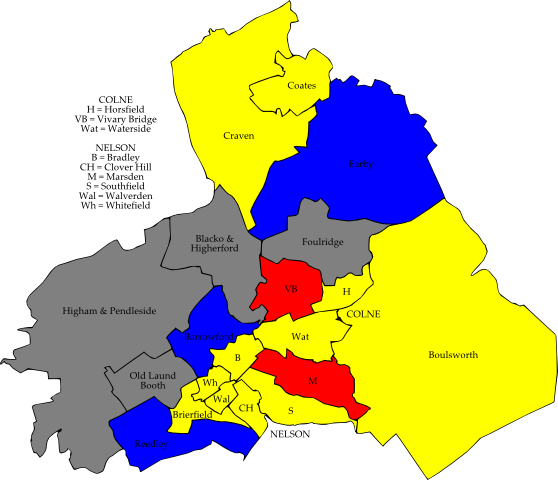 Coates
COLNE
H = Horsfield
VB = Vivary Bridge
Wat = Waterside
Craven
NELSON
B = Bradley
CH = Clover Hill
M = Marsden
S = Southfield
Wal = Walverden
Wh = Whitefield
Earby
Blacko &
Higherford
Foulridge
VB
H
Higham & Pendleside
COLNE
Barrowford
Wat
B
Boulsworth
Old Laund
Booth
Wh
M
Wal
CH
S
Brierfield
NELSON
Reedley